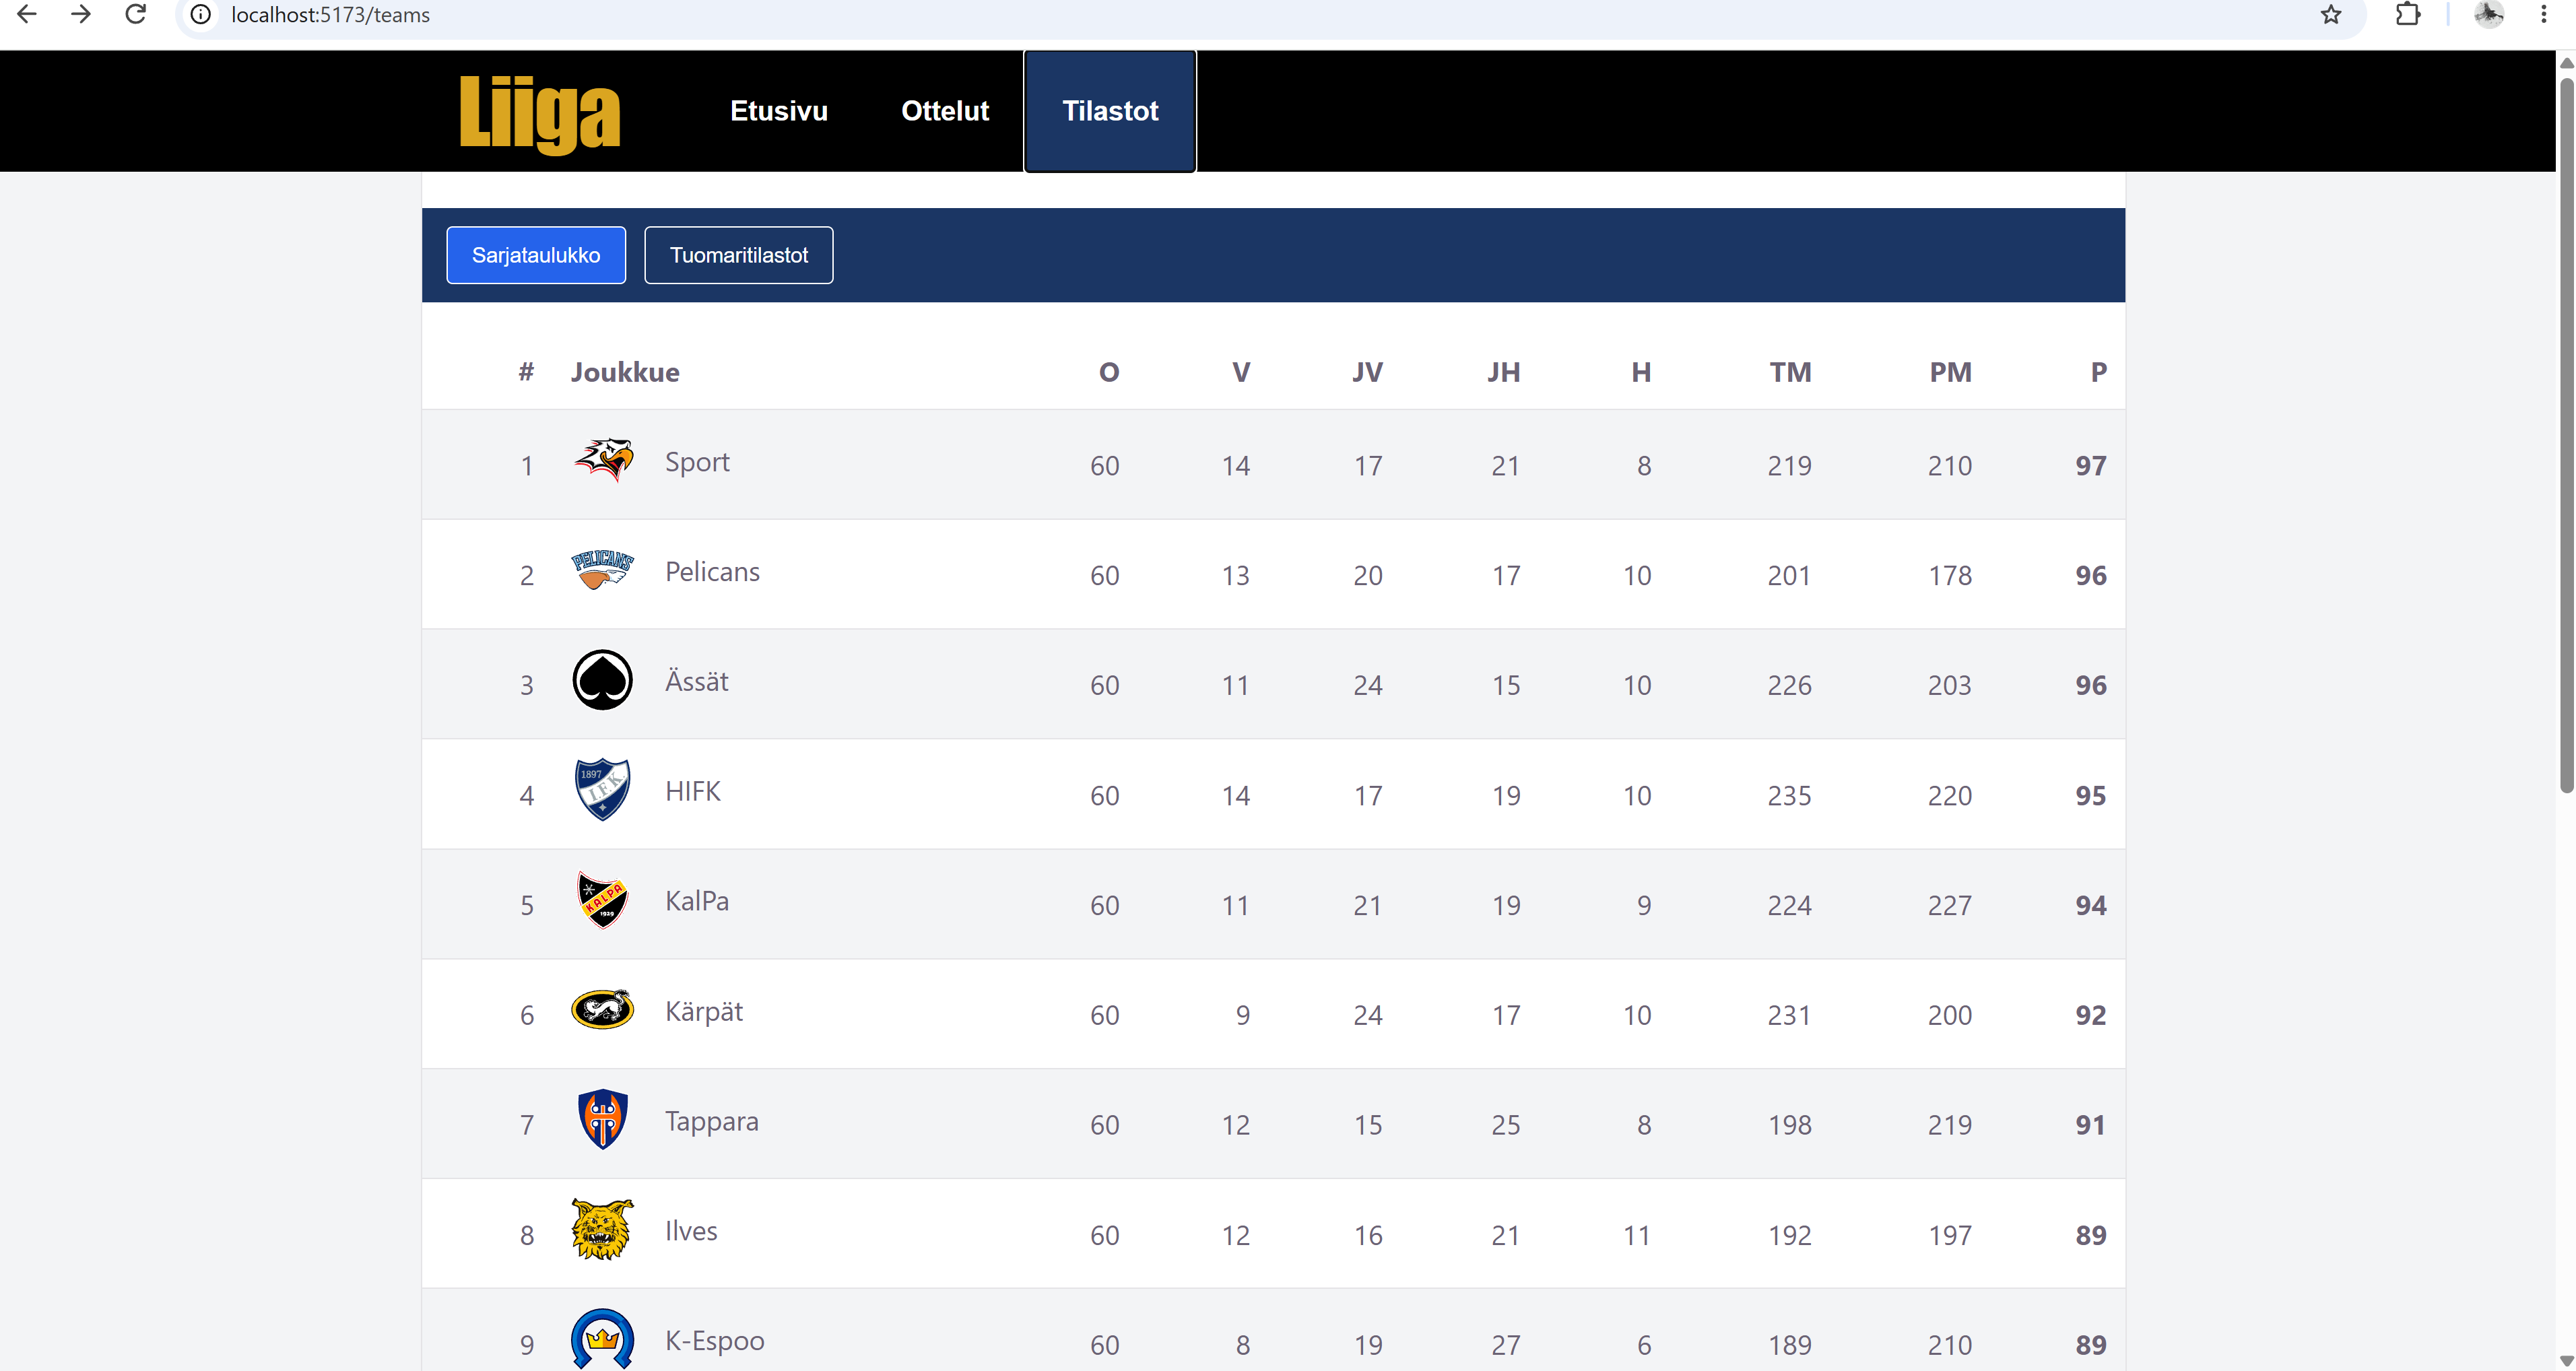 localhost:5173/teams
Liiga Etusivu Ottelut Tilastot
Sarjataulukko Tuomaritilastot
# Joukkue O V JV JH H TM PM P
1 Sport 60 14 17 21 8 219 210 97
2 PELICANS Pelicans 60 13 20 17 10 201 178 96
3 Ässät 60 11 24 15 10 226 203 96
4 1897 I.F.K. HIFK 60 14 17 19 10 235 220 95
5 KALPA 1929 KalPa 60 11 21 19 9 224 227 94
6 Kärpät 60 9 24 17 10 231 200 92
7 Tappara 60 12 15 25 8 198 219 91
8 Ilves 60 12 16 21 11 192 197 89
9 K-Espoo 60 8 19 27 6 189 210 89